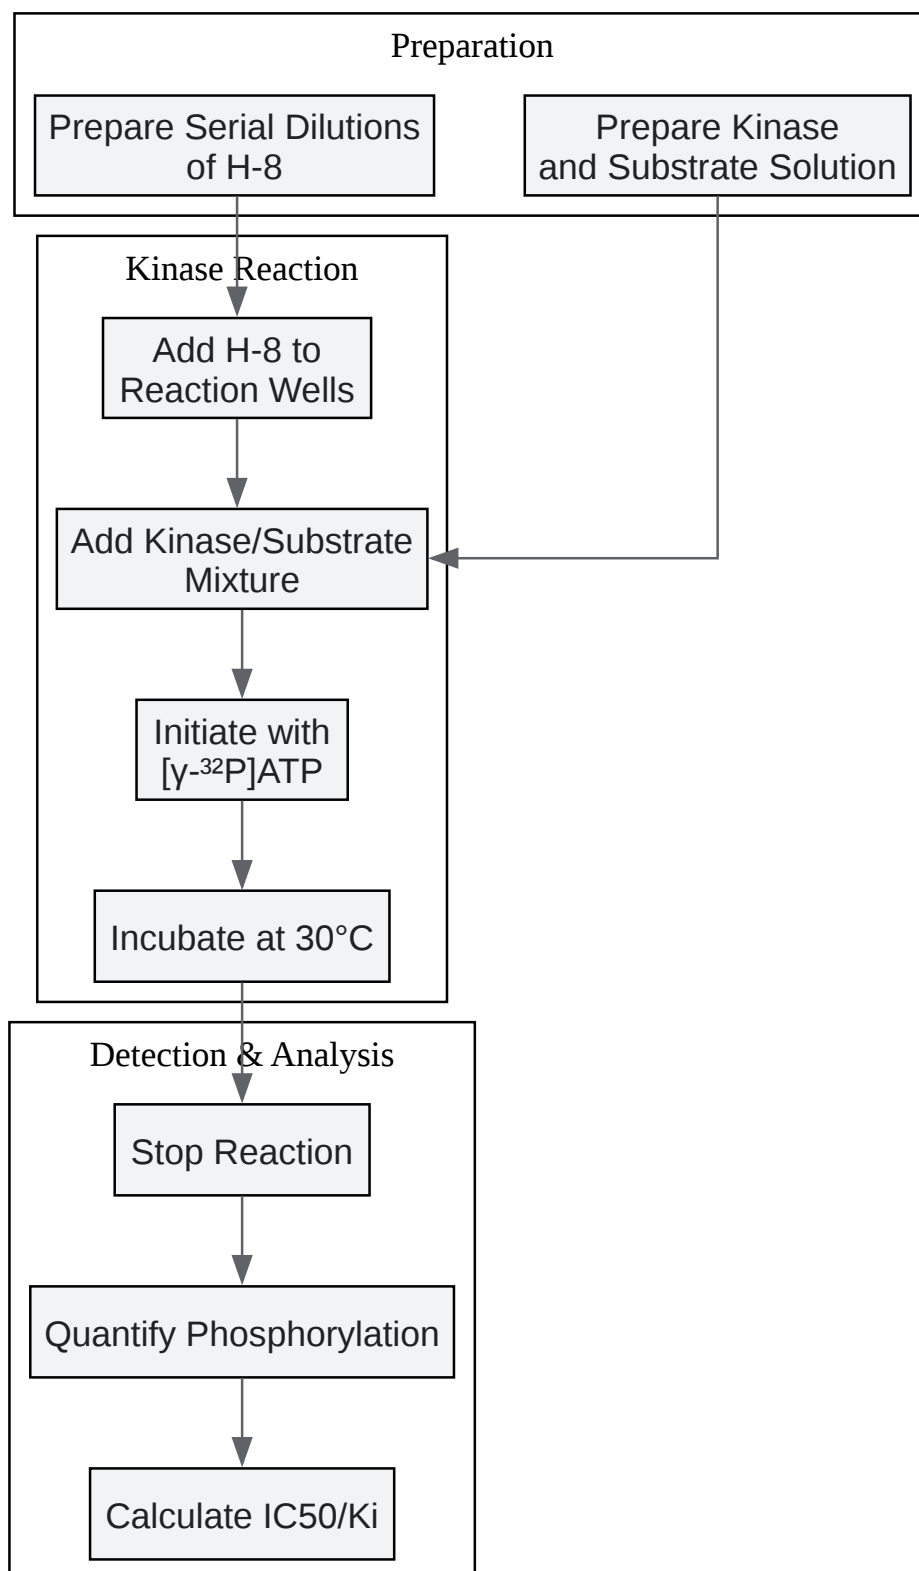 Preparation
Prepare Serial Dilutions
of H-8
Prepare Kinase
and Substrate Solution
Kinase Reaction
Add H-8 to
Reaction Wells
Add Kinase/Substrate
Mixture
Initiate with
[γ-³²P]ATP
Incubate at 30°C
Detection & Analysis
Stop Reaction
Quantify Phosphorylation
Calculate IC50/Ki